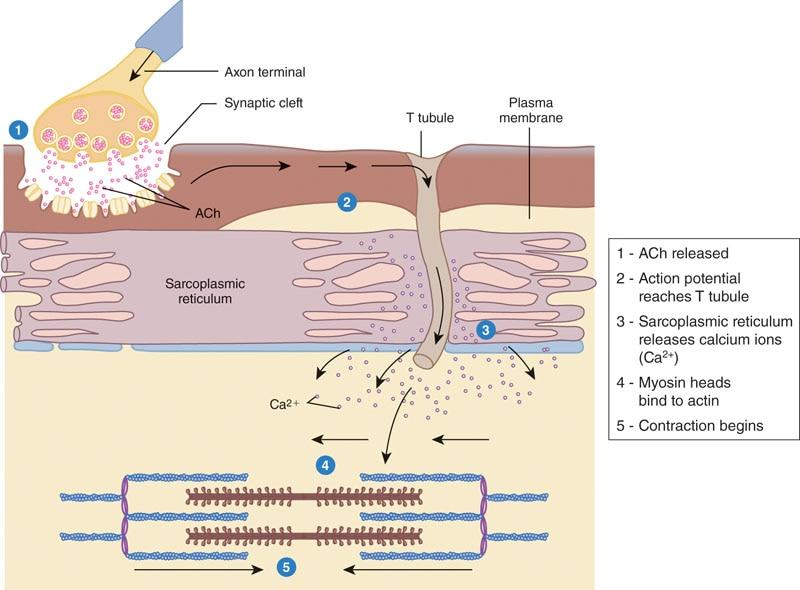 Axon terminal
Synaptic cleft
1
T tubule
Plasma
membrane
2
ACh
Sarcoplasmic
reticulum
3
Ca2+
4
5
1 - ACh released
2 - Action potential
reaches T tubule
3 - Sarcoplasmic reticulum
releases calcium ions
(Ca2+)
4 - Myosin heads
bind to actin
5 - Contraction begins